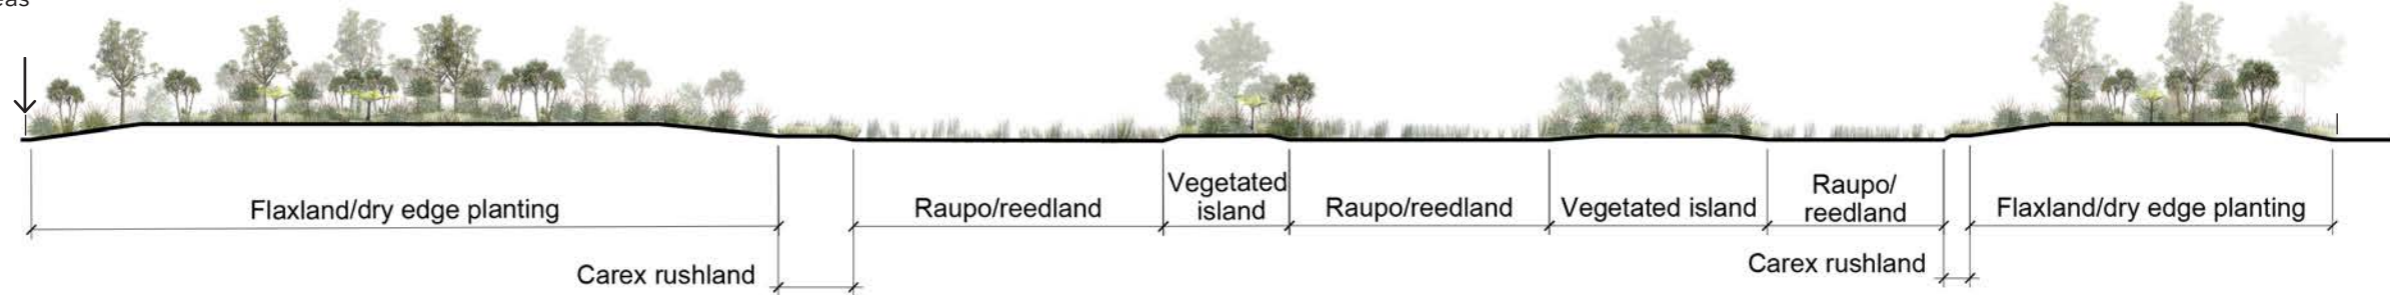 Flaxland/dry edge planting
Carex rushland
Raupo/reedland
Vegetated
island
Raupo/reedland
Vegetated island
Raupo/
reedland
Carex rushland
Flaxland/dry edge planting